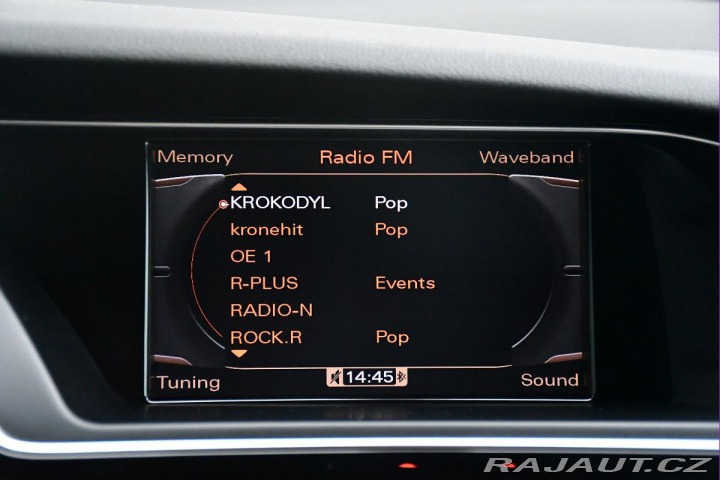 Memory Radio FM Waveband
KROKODYL Pop
kronehit Pop
OE 1
R-PLUS Events
RADIO-N
ROCK.R Pop
Tuning 14:45 Sound
RAJAUT.CZ